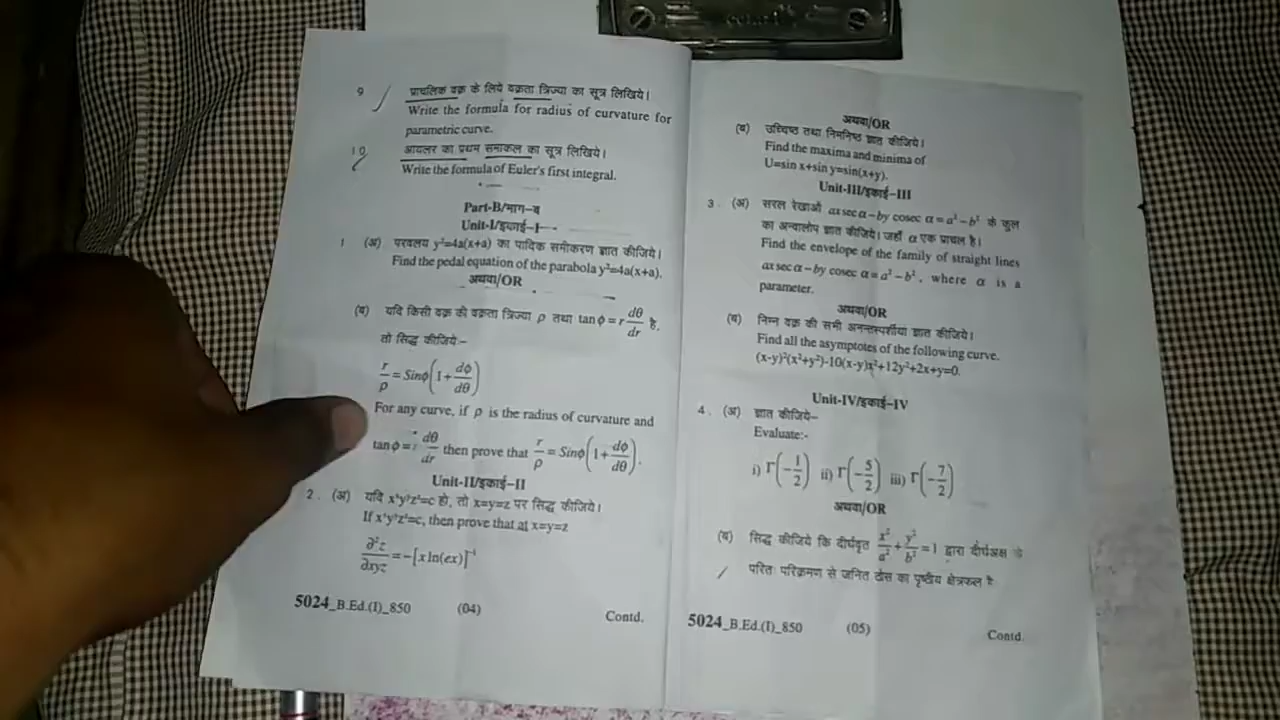 9 प्राचलिक वक्र के लिये वक्रता त्रिज्या का सूत्र लिखिये।
Write the formula for radius of curvature for
parametric curve.
10 आयलर का प्रथम समाकल का सूत्र लिखिये।
Write the formula of Euler's first integral.
Part-B/भाग-ब
Unit-I/इकाई-I
1 (अ) परवलय y²=4a(x+a) का पादिक समीकरण ज्ञात कीजिये।
Find the pedal equation of the parabola y²=4a(x+a).
अथवा/OR
(ब) यदि किसी वक्र की वक्रता त्रिज्या ρ तथा tan ϕ = r dθ/dr है,
तो सिद्ध कीजिये:-
r/ρ = Sinϕ(1+dϕ/dθ)
For any curve, if ρ is the radius of curvature and
tan ϕ = r dθ/dr then prove that r/ρ = Sinϕ(1+dϕ/dθ).
Unit-II/इकाई-II
2. (अ) यदि xˣyʸzᶻ=c हो, तो x=y=z पर सिद्ध कीजिये।
If xˣyʸzᶻ=c, then prove that at x=y=z
∂²z/∂xyz = -[x ln(ex)]⁻¹
5024_B.Ed.(I)_850 (04) Contd.
अथवा/OR
(ब) उच्चिष्ठ तथा निमनिष्ठ ज्ञात कीजिये।
Find the maxima and minima of
U=sin x+sin y=sin(x+y).
Unit-III/इकाई-III
3. (अ) सरल रेखाओं ax sec α - by cosec α = a² - b² के कुल
का अन्वालोप ज्ञात कीजिये। जहाँ α एक प्राचल है।
Find the envelope of the family of straight lines
ax sec α - by cosec α = a² - b², where α is a
parameter.
अथवा/OR
(ब) निम्न वक्र की सभी अनन्तस्पर्शीयां ज्ञात कीजिये।
Find all the asymptotes of the following curve.
(x-y)²(x²+y²)-10(x-y)x²+12y²+2x+y=0.
Unit-IV/इकाई-IV
4. (अ) ज्ञात कीजिये-
Evaluate:-
i) Γ(-1/2) ii) Γ(-5/2) iii) Γ(-7/2)
अथवा/OR
(ब) सिद्ध कीजिये कि दीर्घवृत x²/a² + y²/b² = 1 द्वारा दीर्घअक्ष के
परित परिक्रमण से जनित ठोस का पृष्ठीय क्षेत्रफल है
5024_B.Ed.(I)_850 (05) Contd.